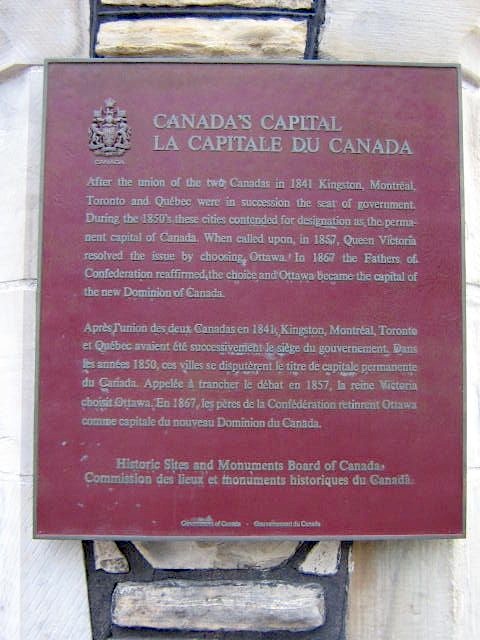 CANADA
CANADA'S CAPITAL
LA CAPITALE DU CANADA
After the union of the two Canadas in 1841 Kingston, Montréal,
Toronto and Québec were in succession the seat of government.
During the 1850's these cities contended for designation as the perma-
nent capital of Canada. When called upon, in 1857, Queen Victoria
resolved the issue by choosing Ottawa. In 1867 the Fathers of
Confederation reaffirmed the choice and Ottawa became the capital of
the new Dominion of Canada.
Après l'union des deux Canadas en 1841, Kingston, Montréal, Toronto
et Québec avaient été successivement le siège du gouvernement. Dans
les années 1850, ces villes se disputèrent le titre de capitale permanente
du Canada. Appelée à trancher le débat en 1857, la reine Victoria
choisit Ottawa. En 1867, les pères de la Confédération retinrent Ottawa
comme capitale du nouveau Dominion du Canada.
Historic Sites and Monuments Board of Canada.
Commission des lieux et monuments historiques du Canada.
Government of Canada - Gouvernement du Canada